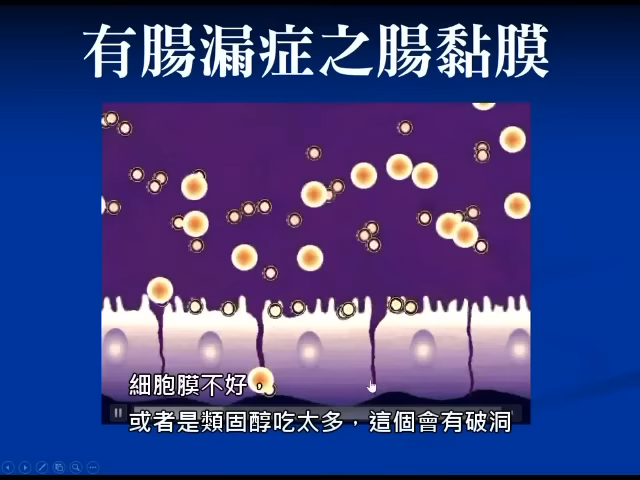 有腸漏症之腸黏膜
細胞膜不好，
或者是類固醇吃太多，這個會有破洞